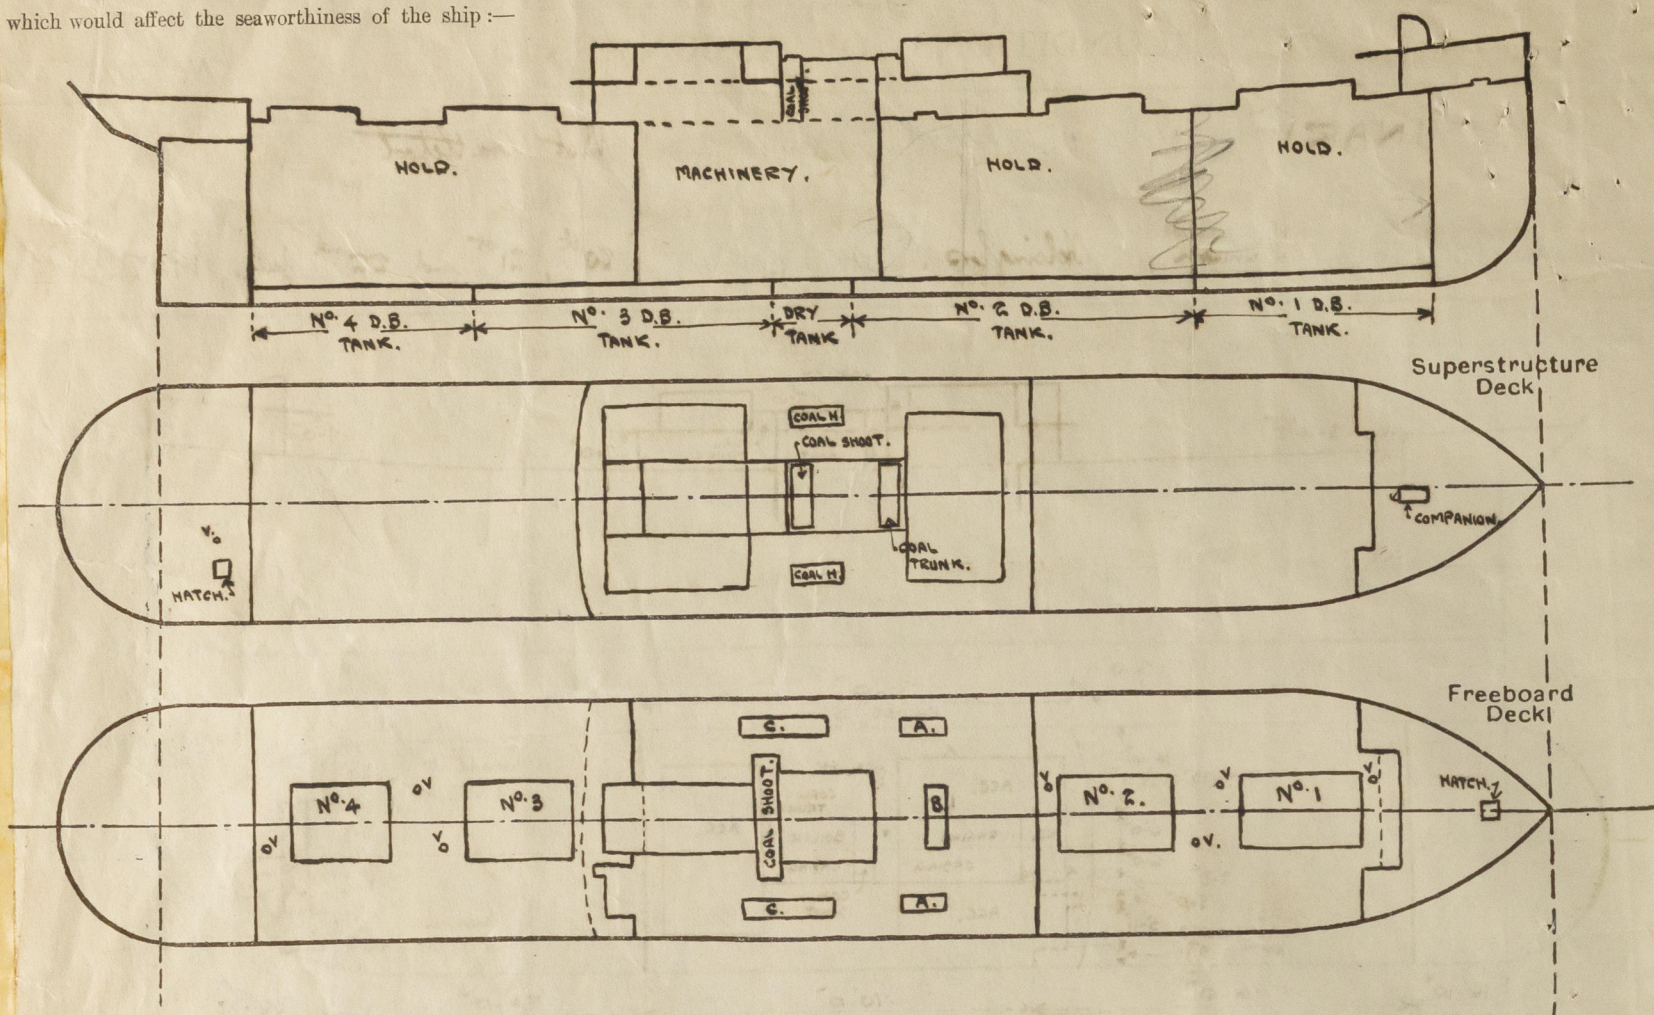 which would affect the seaworthiness of the ship :—
COAL SHOOT.
HOLD.
MACHINERY.
HOLD.
HOLD.
Nº. 4 D.B. TANK.
Nº. 3 D.B. TANK.
DRY TANK
Nº. 2 D.B. TANK.
Nº. 1 D.B. TANK.
Superstructure
Deck
COAL H.
COAL SHOOT.
V.
HATCH.
COAL H.
COAL
TRUNK.
COMPANION.
Freeboard
Deck
C.
A.
Nº. 4
V
Nº. 3
COAL SHOOT.
B
V
Nº. 2.
V
Nº. 1
V
HATCH.
V
V
V.
C.
A.